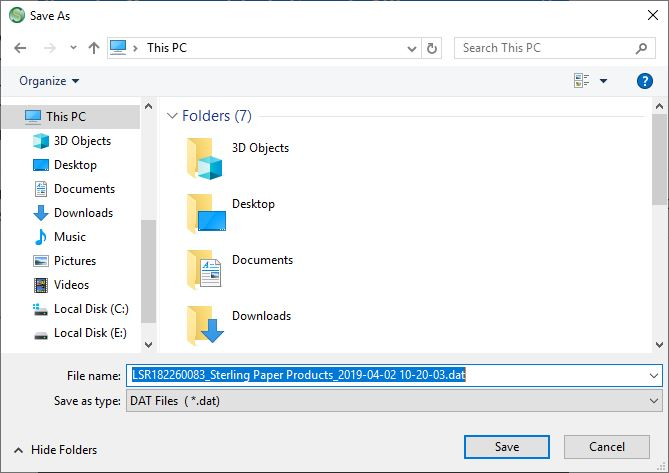 Save As
This PC
Search This PC
Organize
?
This PC
3D Objects
Desktop
Documents
Downloads
Music
Pictures
Videos
Local Disk (C:)
Local Disk (E:)
Folders (7)
3D Objects
Desktop
Documents
Downloads
File name: LSR182260083_Sterling Paper Products_2019-04-02 10-20-03.dat
Save as type: DAT Files ( *.dat)
Hide Folders
Save
Cancel